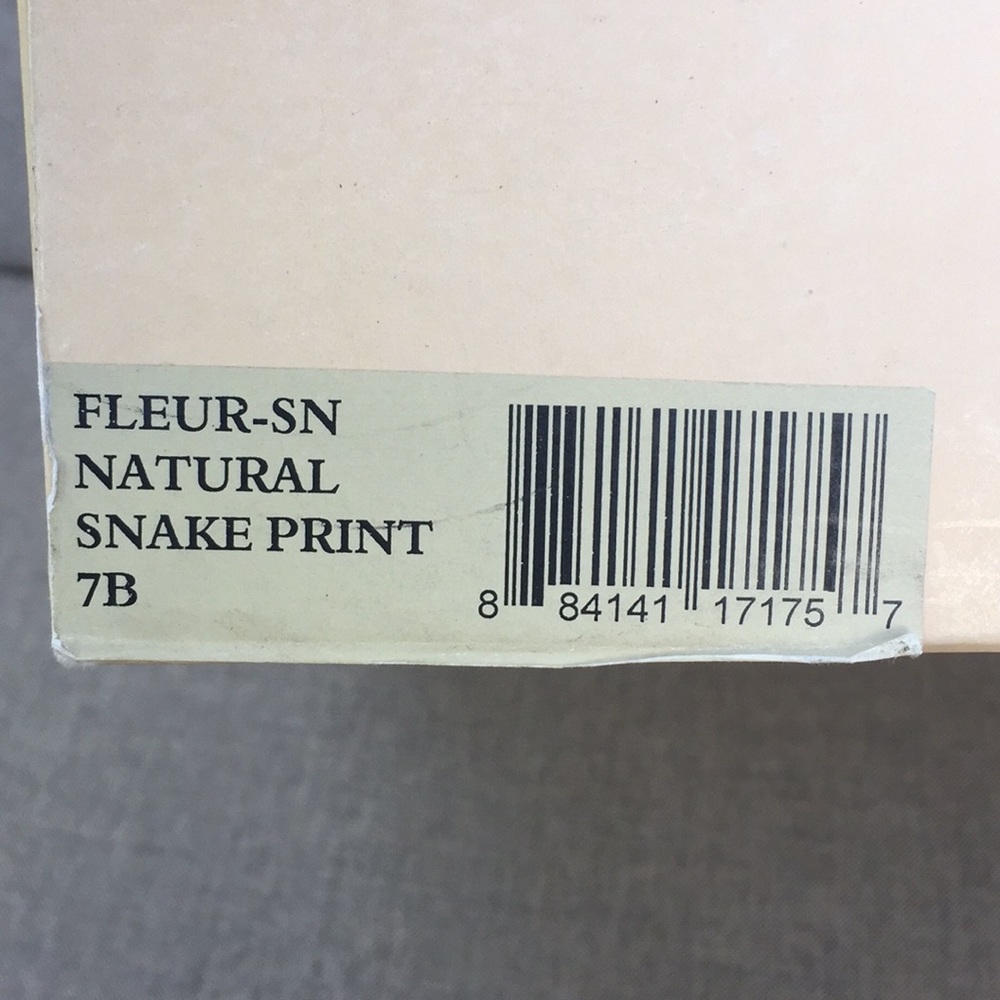 FLEUR-SN
NATURAL
SNAKE PRINT
7B
8 84141 17175 7